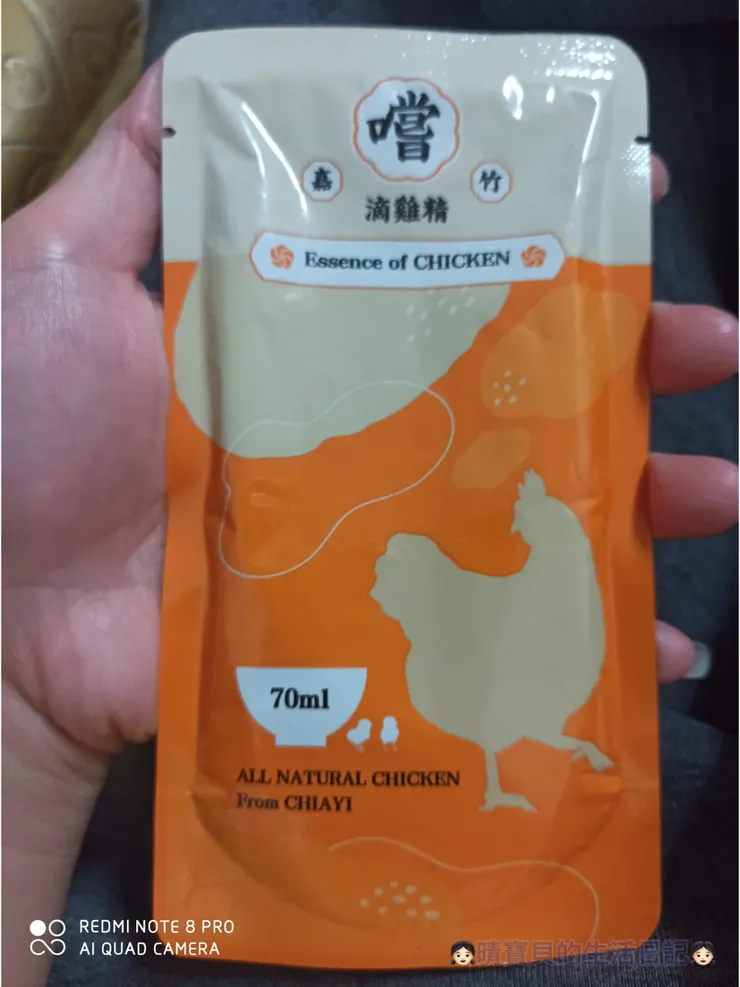 嚐
嘉 竹
滴雞精
Essence of CHICKEN
70ml
ALL NATURAL CHICKEN
From CHIAYI
REDMI NOTE 8 PRO
AI QUAD CAMERA
晴寶貝的生活日記